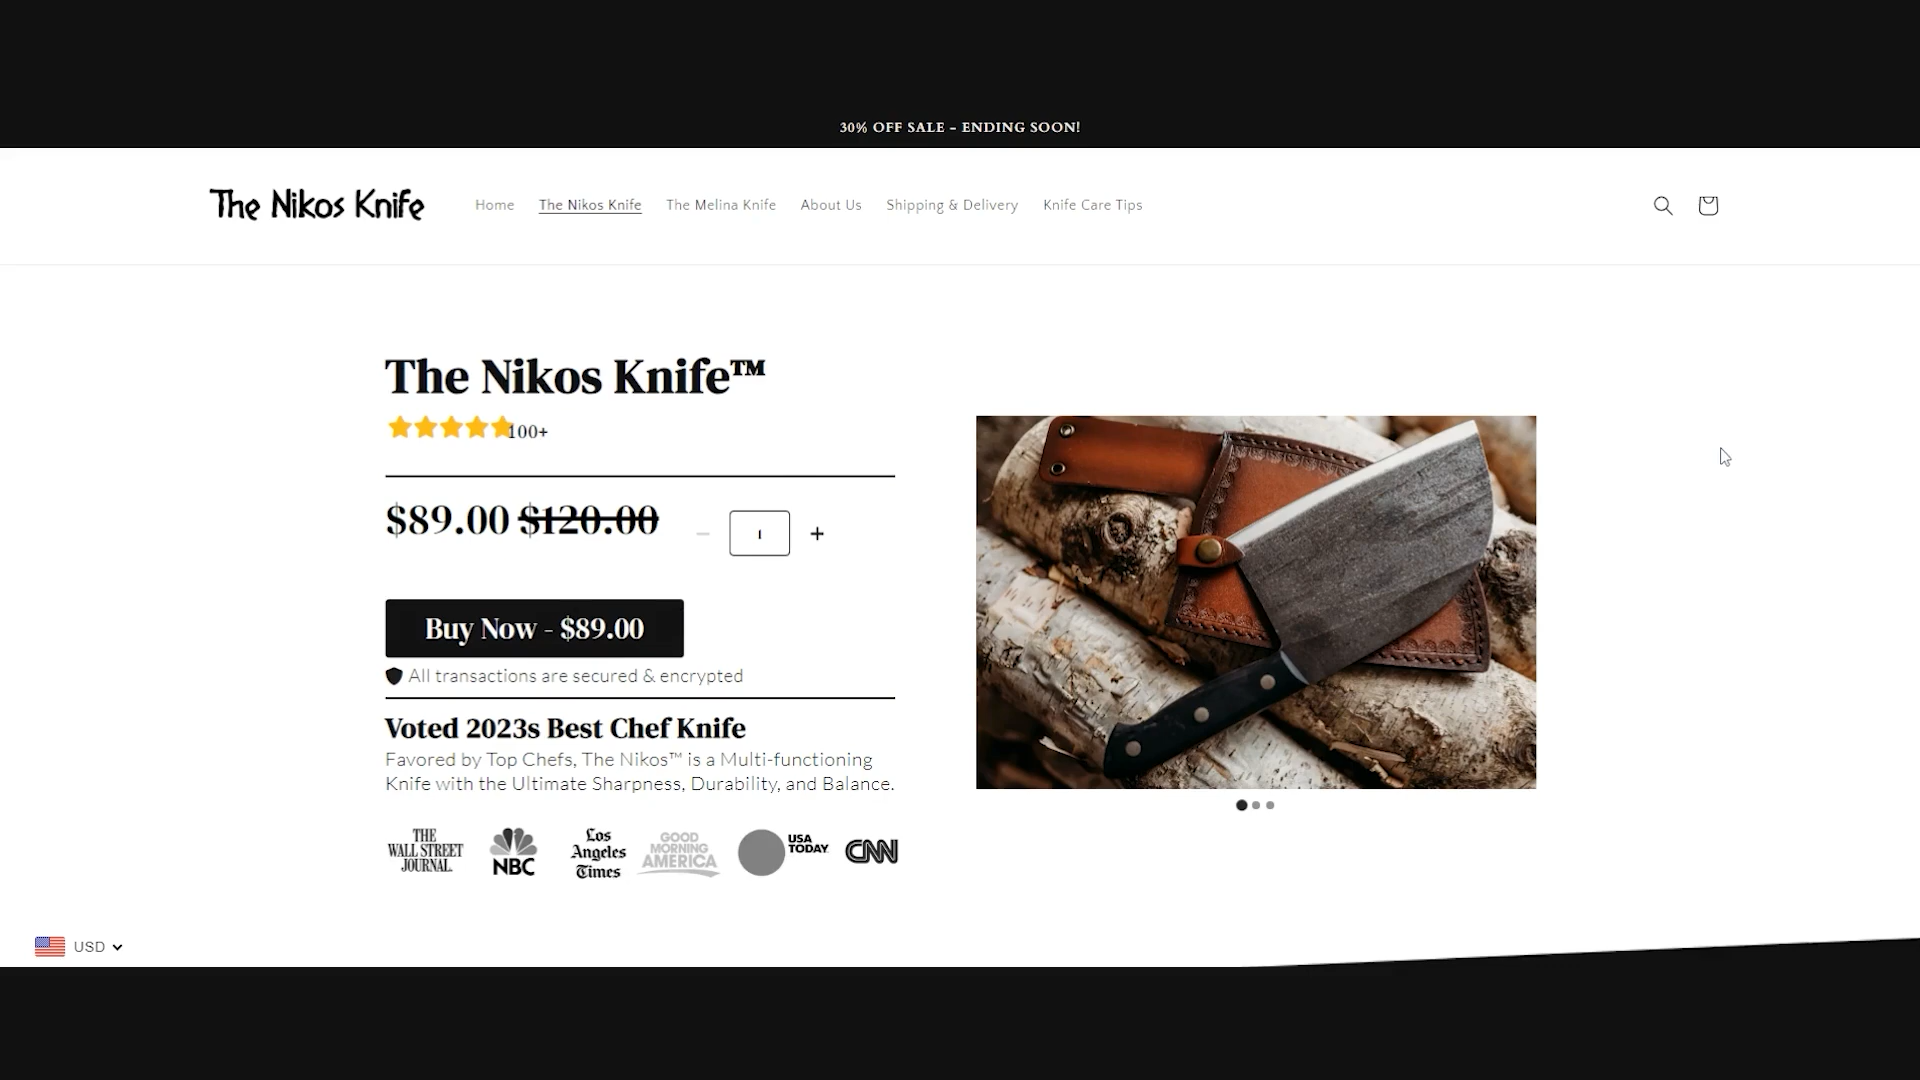 30% OFF SALE - ENDING SOON!
The Nikos Knife
Home
The Nikos Knife
The Melina Knife
About Us
Shipping & Delivery
Knife Care Tips
The Nikos Knife™
100+
$89.00 $120.00
− 1 +
Buy Now - $89.00
All transactions are secured & encrypted
Voted 2023s Best Chef Knife
Favored by Top Chefs, The Nikos™ is a Multi-functioning
Knife with the Ultimate Sharpness, Durability, and Balance.
THE
WALL STREET
JOURNAL.
NBC
Los
Angeles
Times
GOOD
MORNING
AMERICA
USA
TODAY
CNN
USD